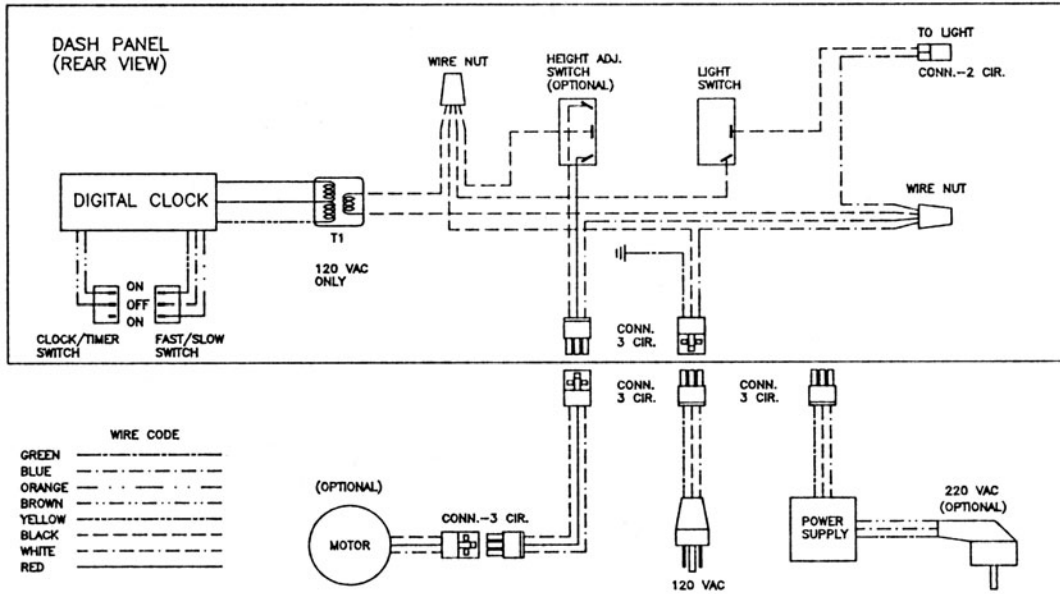 DASH PANEL
(REAR VIEW)
WIRE NUT
HEIGHT ADJ.
SWITCH
(OPTIONAL)
LIGHT
SWITCH
TO LIGHT
CONN.-2 CIR.
DIGITAL CLOCK
T1
120 VAC
ONLY
WIRE NUT
ON
OFF
ON
CLOCK/TIMER
SWITCH
FAST/SLOW
SWITCH
CONN.
3 CIR.
CONN.
3 CIR.
CONN.
3 CIR.
WIRE CODE
GREEN
BLUE
ORANGE
BROWN
YELLOW
BLACK
WHITE
RED
(OPTIONAL)
MOTOR
CONN.-3 CIR.
120 VAC
POWER
SUPPLY
220 VAC
(OPTIONAL)